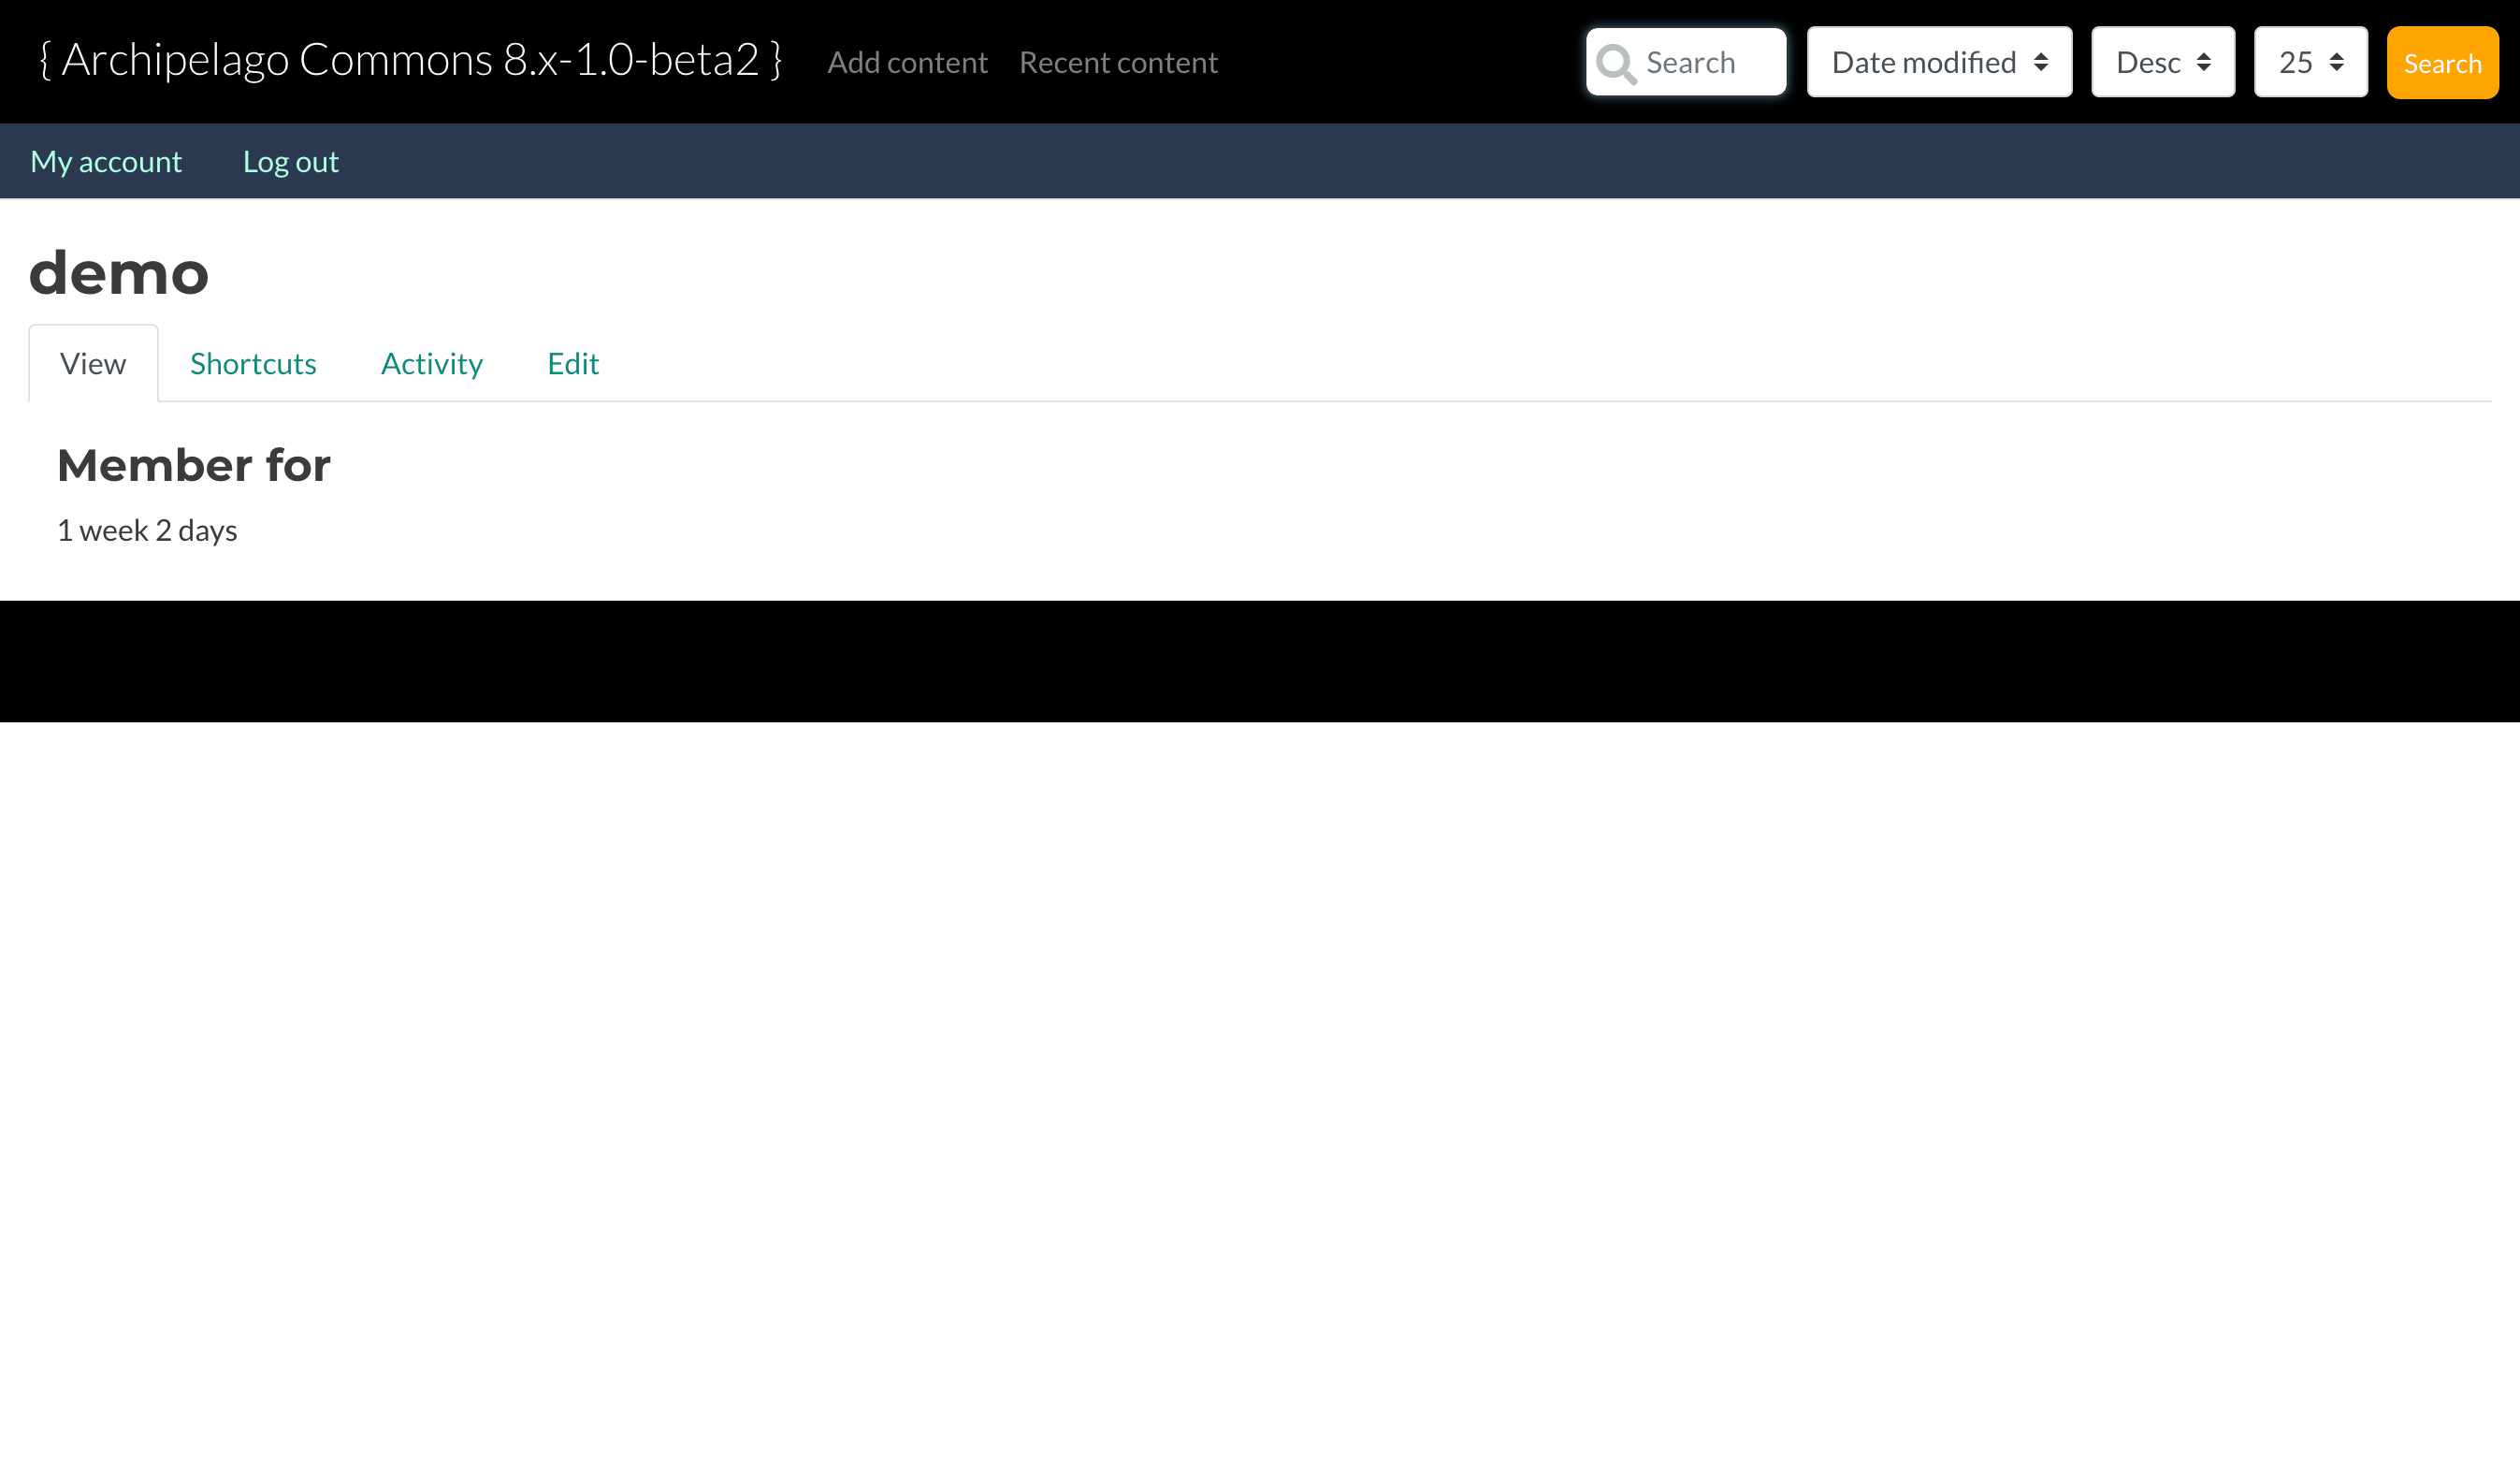 { Archipelago Commons 8.x-1.0-beta2 } Add content Recent content Search Date modified Desc 25 Search
My account Log out
demo
View Shortcuts Activity Edit
Member for
1 week 2 days